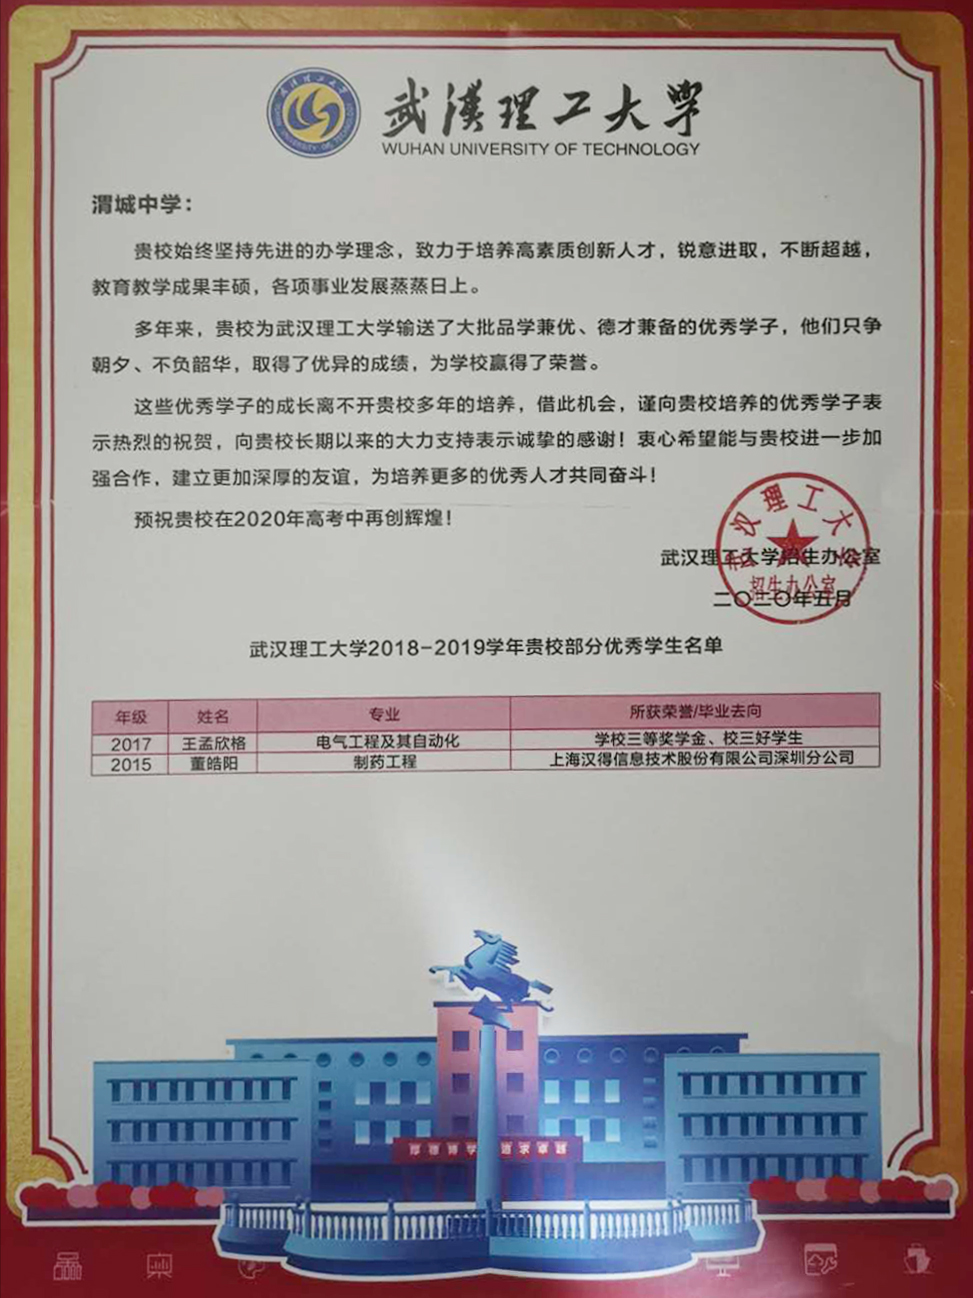 武漢理工大學
WUHAN UNIVERSITY OF TECHNOLOGY
渭城中学：
贵校始终坚持先进的办学理念，致力于培养高素质创新人才，锐意进取，不断超越，
教育教学成果丰硕，各项事业发展蒸蒸日上。
多年来，贵校为武汉理工大学输送了大批品学兼优、德才兼备的优秀学子，他们只争
朝夕、不负韶华，取得了优异的成绩，为学校赢得了荣誉。
这些优秀学子的成长离不开贵校多年的培养，借此机会，谨向贵校培养的优秀学子表
示热烈的祝贺，向贵校长期以来的大力支持表示诚挚的感谢！衷心希望能与贵校进一步加
强合作，建立更加深厚的友谊，为培养更多的优秀人才共同奋斗！
预祝贵校在2020年高考中再创辉煌！
武汉理工大学招生办公室
二〇二〇年五月
武汉理工大学
招生办公室
武汉理工大学2018-2019学年贵校部分优秀学生名单
年级 姓名 专业 所获荣誉/毕业去向
2017 王孟欣格 电气工程及其自动化 学校三等奖学金、校三好学生
2015 董皓阳 制药工程 上海汉得信息技术股份有限公司深圳分公司